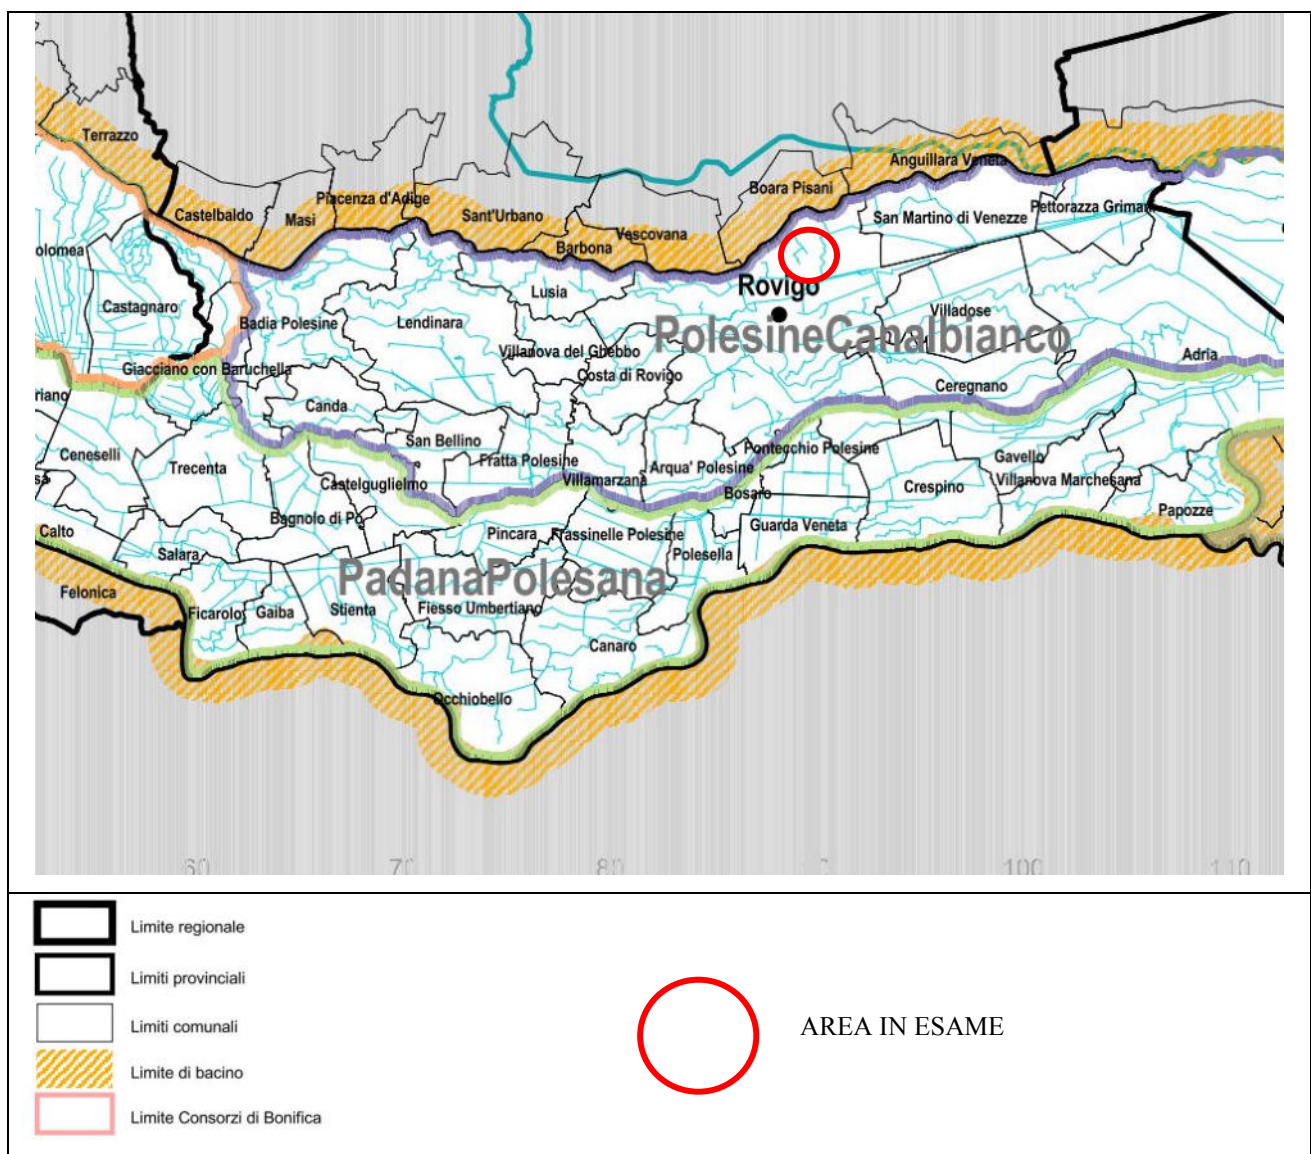 Terrazzo
Castelbaldo
Masi
Piacenza d'Adige
Sant'Urbano
Barbona
Vescovana
Boara Pisani
Anguillara Veneta
San Martino di Venezze
Pettorazza Grimani
olomea
Castagnaro
Lusia
Rovigo
Villadose
Badia Polesine
Lendinara
PolesineCanalbianco
Villanova del Ghebbo
Giacciano con Baruchella
Costa di Rovigo
Adria
riano
Canda
Ceregnano
San Bellino
Pontecchio Polesine
Ceneselli
Trecenta
Fratta Polesine
Arqua' Polesine
Gavello
sa
Castelguglielmo
Villamarzana
Bosaro
Crespino
Villanova Marchesana
Papozze
Calto
Bagnolo di Po
Pincara
Frassinelle Polesine
Guarda Veneta
Salara
Polesella
PadanaPolesana
Felonica
Ficarolo
Gaiba
Stienta
Fiesso Umbertiano
Canaro
Occhiobello
60
70
80
100
110
Limite regionale
Limiti provinciali
Limiti comunali
AREA IN ESAME
Limite di bacino
Limite Consorzi di Bonifica